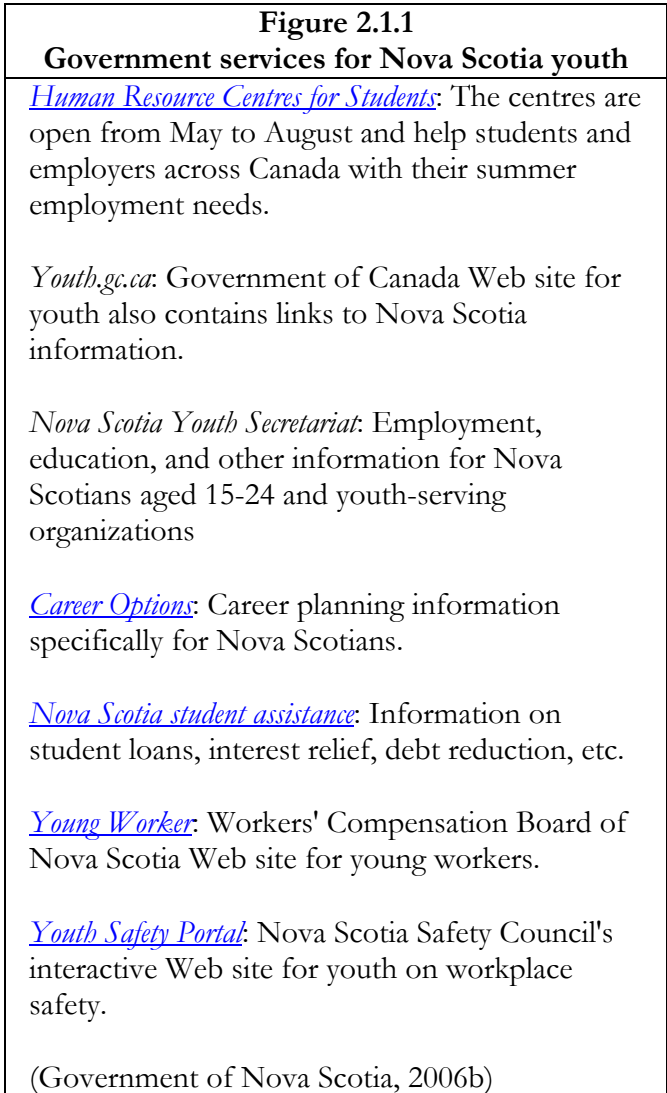 Figure 2.1.1
Government services for Nova Scotia youth
Human Resource Centres for Students: The centres are
open from May to August and help students and
employers across Canada with their summer
employment needs.
Youth.gc.ca: Government of Canada Web site for
youth also contains links to Nova Scotia
information.
Nova Scotia Youth Secretariat: Employment,
education, and other information for Nova
Scotians aged 15-24 and youth-serving
organizations
Career Options: Career planning information
specifically for Nova Scotians.
Nova Scotia student assistance: Information on
student loans, interest relief, debt reduction, etc.
Young Worker: Workers' Compensation Board of
Nova Scotia Web site for young workers.
Youth Safety Portal: Nova Scotia Safety Council's
interactive Web site for youth on workplace
safety.
(Government of Nova Scotia, 2006b)